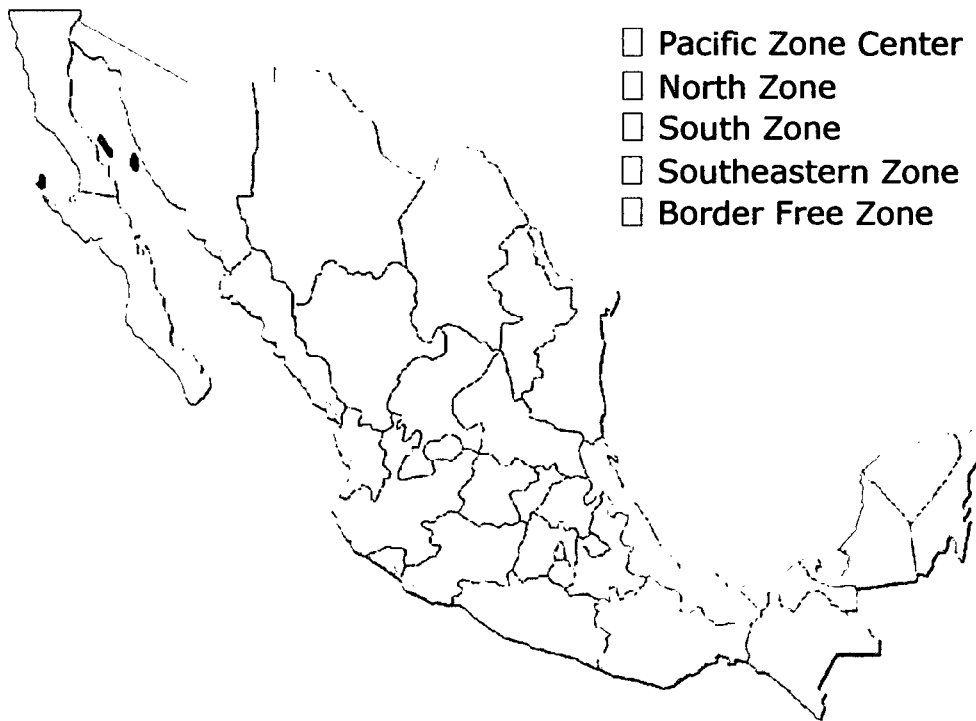 Pacific Zone Center
North Zone
South Zone
Southeastern Zone
Border Free Zone